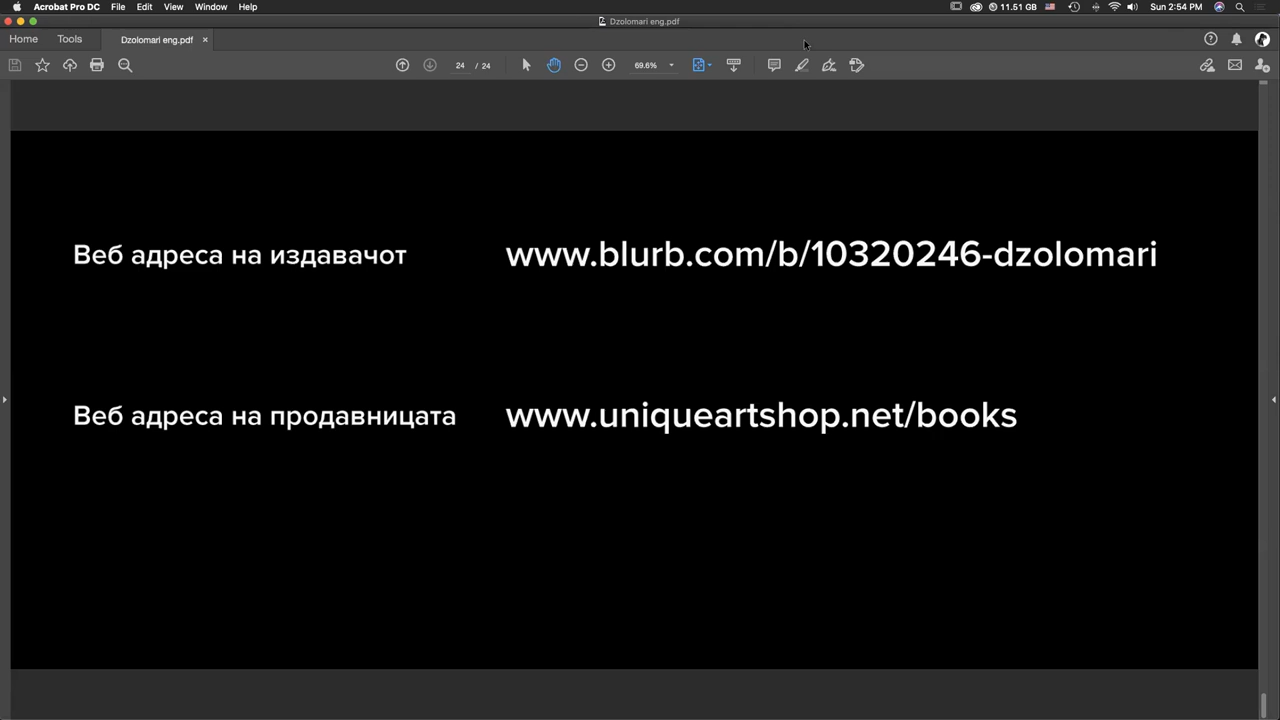 Acrobat Pro DC File Edit View Window Help 11.51 GB Sun 2:54 PM
Dzolomari eng.pdf
Home Tools Dzolomari eng.pdf ×
24 / 24 69.6%
Веб адреса на издавачот www.blurb.com/b/10320246-dzolomari
Веб адреса на продавницата www.uniqueartshop.net/books